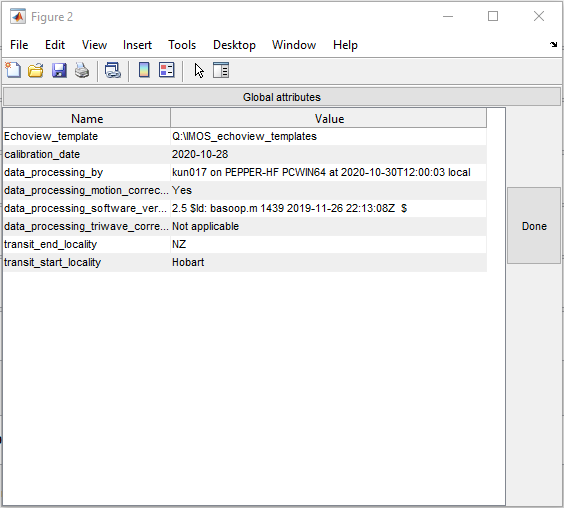 Figure 2
File Edit View Insert Tools Desktop Window Help
Global attributes
Name Value
Echoview_template Q:\IMOS_echoview_templates
calibration_date 2020-10-28
data_processing_by kun017 on PEPPER-HF PCWIN64 at 2020-10-30T12:00:03 local
data_processing_motion_correc... Yes
data_processing_software_ver... 2.5 $Id: basoop.m 1439 2019-11-26 22:13:08Z $
data_processing_triwave_corre... Not applicable
transit_end_locality NZ
transit_start_locality Hobart
Done